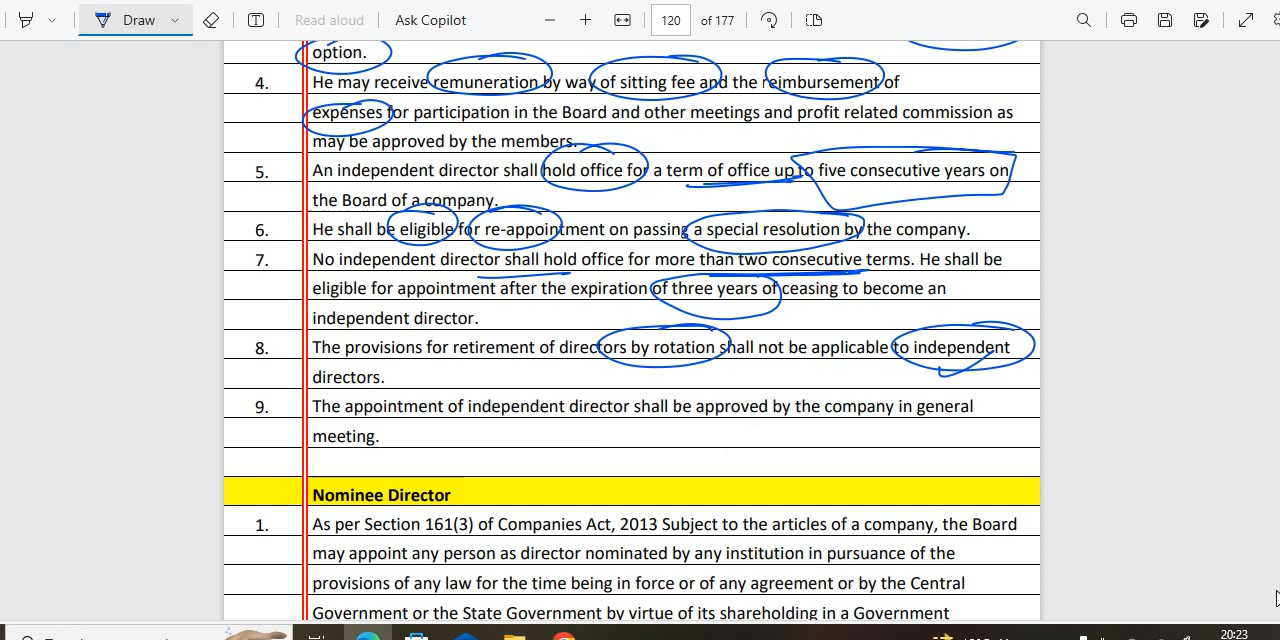 Draw
Read aloud
Ask Copilot
120
of 177
option.
4. He may receive remuneration by way of sitting fee and the reimbursement of
expenses for participation in the Board and other meetings and profit related commission as
may be approved by the members.
5. An independent director shall hold office for a term of office up to five consecutive years on
the Board of a company.
6. He shall be eligible for re-appointment on passing a special resolution by the company.
7. No independent director shall hold office for more than two consecutive terms. He shall be
eligible for appointment after the expiration of three years of ceasing to become an
independent director.
8. The provisions for retirement of directors by rotation shall not be applicable to independent
directors.
9. The appointment of independent director shall be approved by the company in general
meeting.
Nominee Director
1. As per Section 161(3) of Companies Act, 2013 Subject to the articles of a company, the Board
may appoint any person as director nominated by any institution in pursuance of the
provisions of any law for the time being in force or of any agreement or by the Central
Government or the State Government by virtue of its shareholding in a Government
20:23